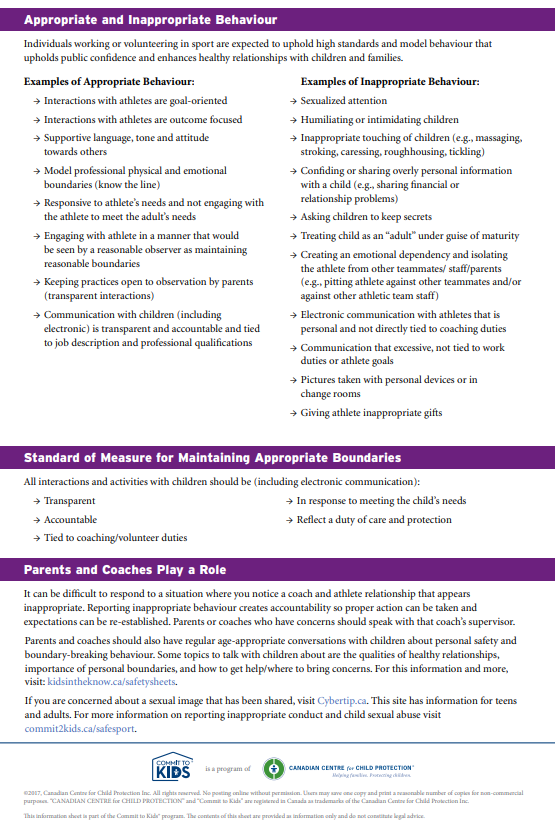 Appropriate and Inappropriate Behaviour
Individuals working or volunteering in sport are expected to uphold high standards and model behaviour that
upholds public confidence and enhances healthy relationships with children and families.
Examples of Appropriate Behaviour:
→ Interactions with athletes are goal-oriented
→ Interactions with athletes are outcome focused
→ Supportive language, tone and attitude
towards others
→ Model professional physical and emotional
boundaries (know the line)
→ Responsive to athlete's needs and not engaging with
the athlete to meet the adult's needs
→ Engaging with athlete in a manner that would
be seen by a reasonable observer as maintaining
reasonable boundaries
→ Keeping practices open to observation by parents
(transparent interactions)
→ Communication with children (including
electronic) is transparent and accountable and tied
to job description and professional qualifications
Examples of Inappropriate Behaviour:
→ Sexualized attention
→ Humiliating or intimidating children
→ Inappropriate touching of children (e.g., massaging,
stroking, caressing, roughhousing, tickling)
→ Confiding or sharing overly personal information
with a child (e.g., sharing financial or
relationship problems)
→ Asking children to keep secrets
→ Treating child as an "adult" under guise of maturity
→ Creating an emotional dependency and isolating
the athlete from other teammates/ staff/parents
(e.g., pitting athlete against other teammates and/or
against other athletic team staff)
→ Electronic communication with athletes that is
personal and not directly tied to coaching duties
→ Communication that excessive, not tied to work
duties or athlete goals
→ Pictures taken with personal devices or in
change rooms
→ Giving athlete inappropriate gifts
Standard of Measure for Maintaining Appropriate Boundaries
All interactions and activities with children should be (including electronic communication):
→ Transparent
→ Accountable
→ Tied to coaching/volunteer duties
→ In response to meeting the child's needs
→ Reflect a duty of care and protection
Parents and Coaches Play a Role
It can be difficult to respond to a situation where you notice a coach and athlete relationship that appears
inappropriate. Reporting inappropriate behaviour creates accountability so proper action can be taken and
expectations can be re-established. Parents or coaches who have concerns should speak with that coach's supervisor.
Parents and coaches should also have regular age-appropriate conversations with children about personal safety and
boundary-breaking behaviour. Some topics to talk with children about are the qualities of healthy relationships,
importance of personal boundaries, and how to get help/where to bring concerns. For this information and more,
visit: kidsintheknow.ca/safetysheets.
If you are concerned about a sexual image that has been shared, visit Cybertip.ca. This site has information for teens
and adults. For more information on reporting inappropriate conduct and child sexual abuse visit
commit2kids.ca/safesport.
COMMIT TO
KIDS
is a program of
CANADIAN CENTRE for CHILD PROTECTION™
Helping families. Protecting children.
©2017, Canadian Centre for Child Protection Inc. All rights reserved. No posting online without permission. Users may save one copy and print a reasonable number of copies for non-commercial
purposes. "CANADIAN CENTRE for CHILD PROTECTION" and "Commit to Kids" are registered in Canada as trademarks of the Canadian Centre for Child Protection Inc.
This information sheet is part of the Commit to Kids® program. The contents of this sheet are provided as information only and do not constitute legal advice.